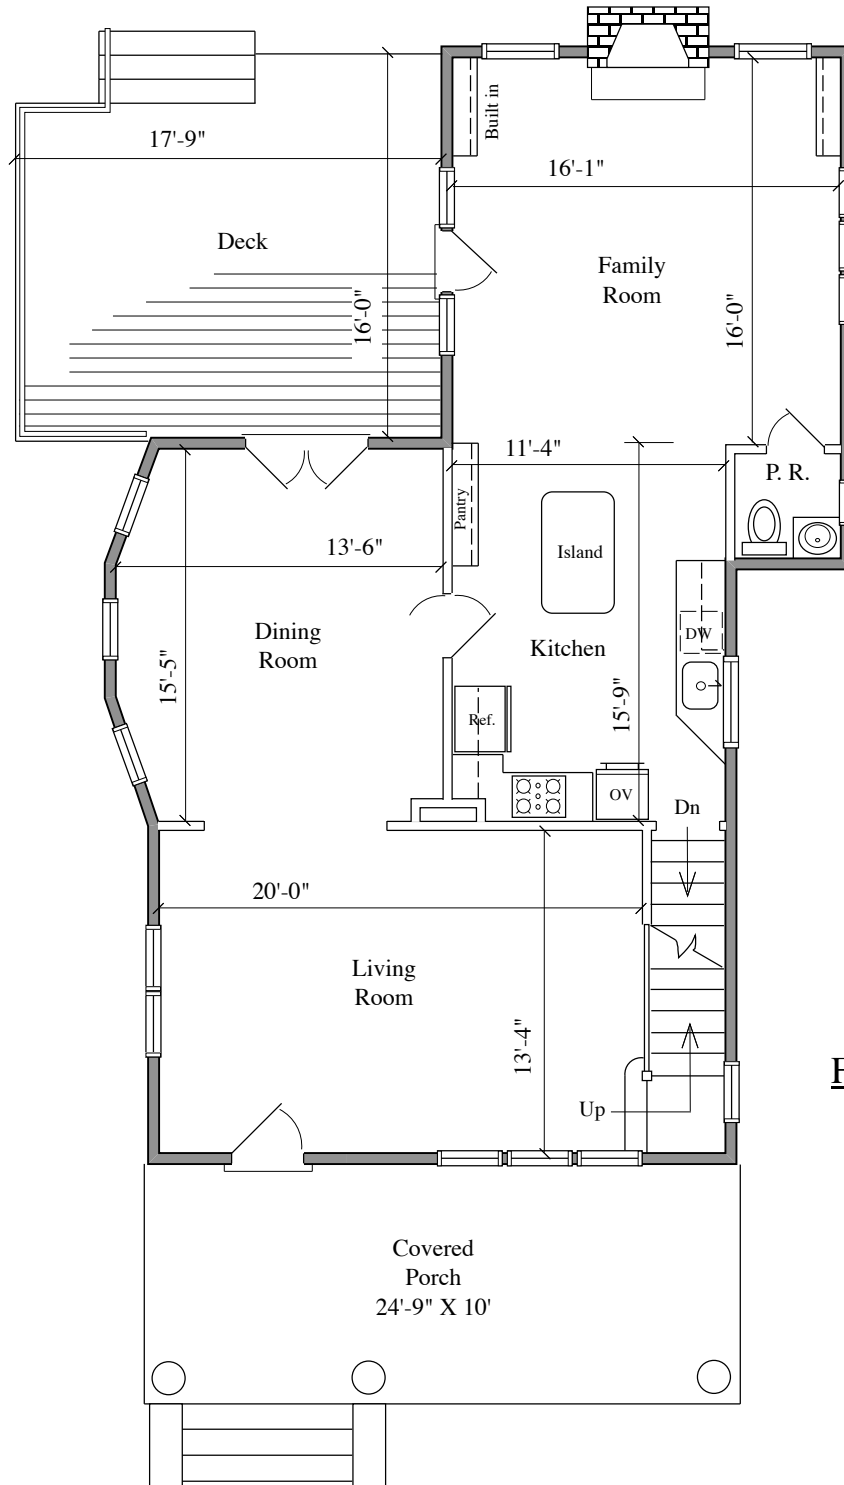 Built in
17'-9"
16'-1"
Deck
Family
Room
16'-0"
16'-0"
11'-4"
P. R.
Pantry
Island
13'-6"
Dining
Room
DW
Kitchen
15'-5"
15'-9"
Ref.
OV
Dn
20'-0"
Living
Room
13'-4"
F
Up
Covered
Porch
24'-9" X 10'